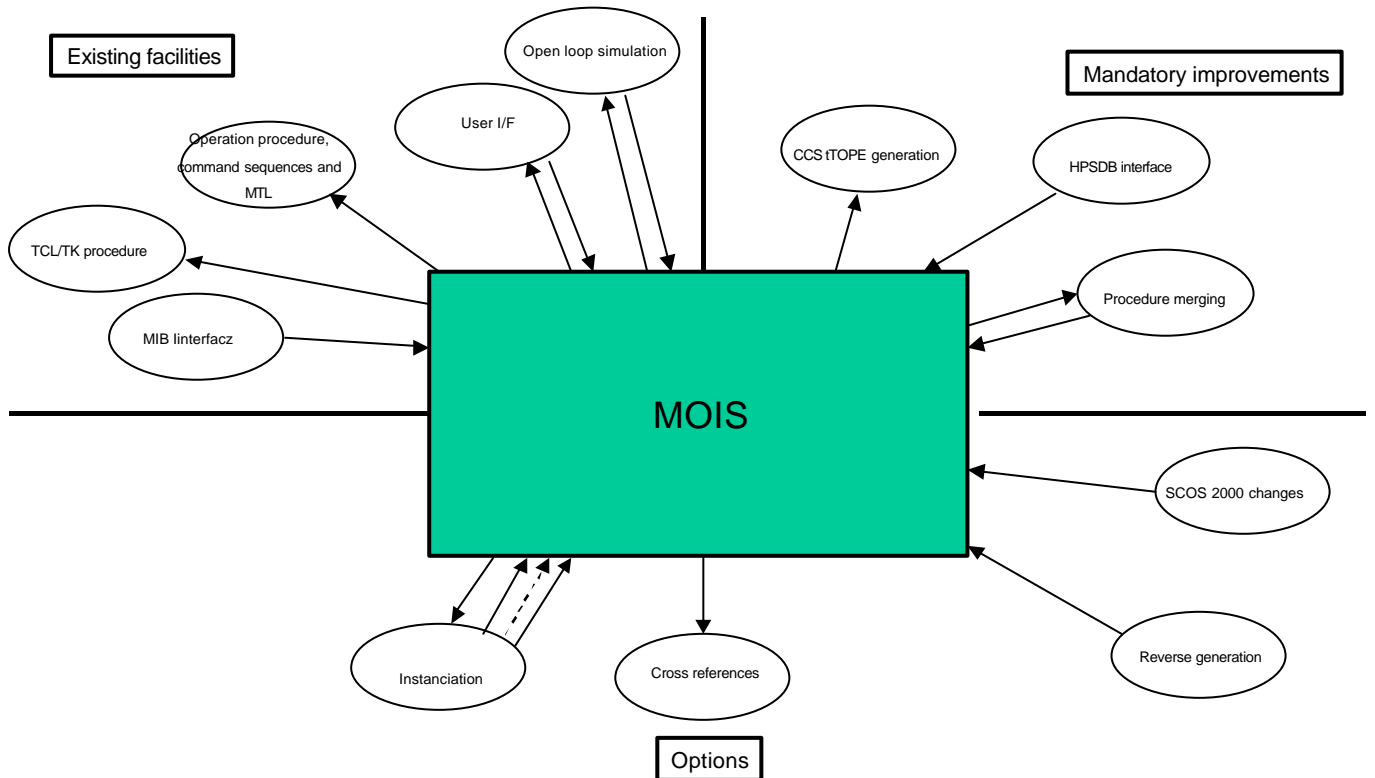 Existing facilities
Open loop simulation
Mandatory improvements
User I/F
Operation procedure,
command sequences and
MTL
CCS tTOPE generation
HPSDB interface
TCL/TK procedure
Procedure merging
MIB Iinterfacz
MOIS
SCOS 2000 changes
Instanciation
Cross references
Reverse generation
Options